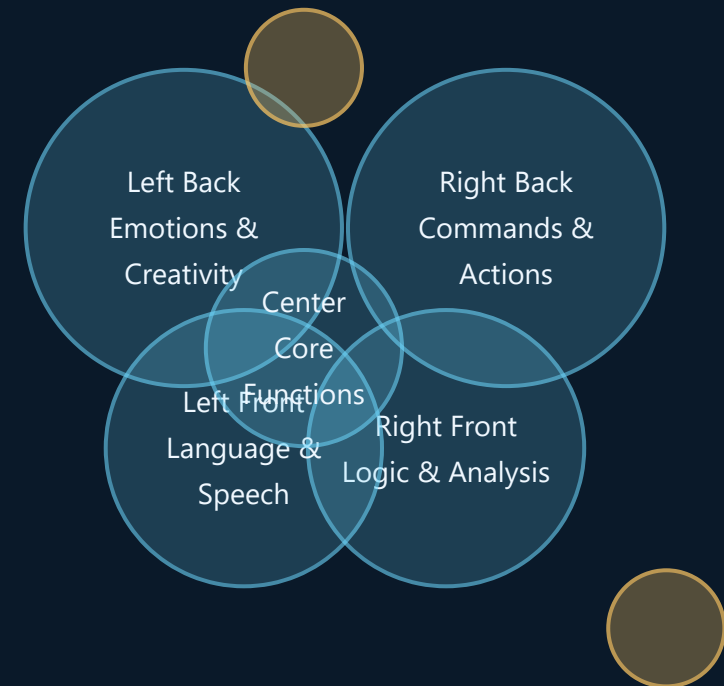 Left Back
Emotions &
Creativity
Right Back
Commands &
Actions
Center
Core
Functions
Left Front
Language &
Speech
Right Front
Logic & Analysis